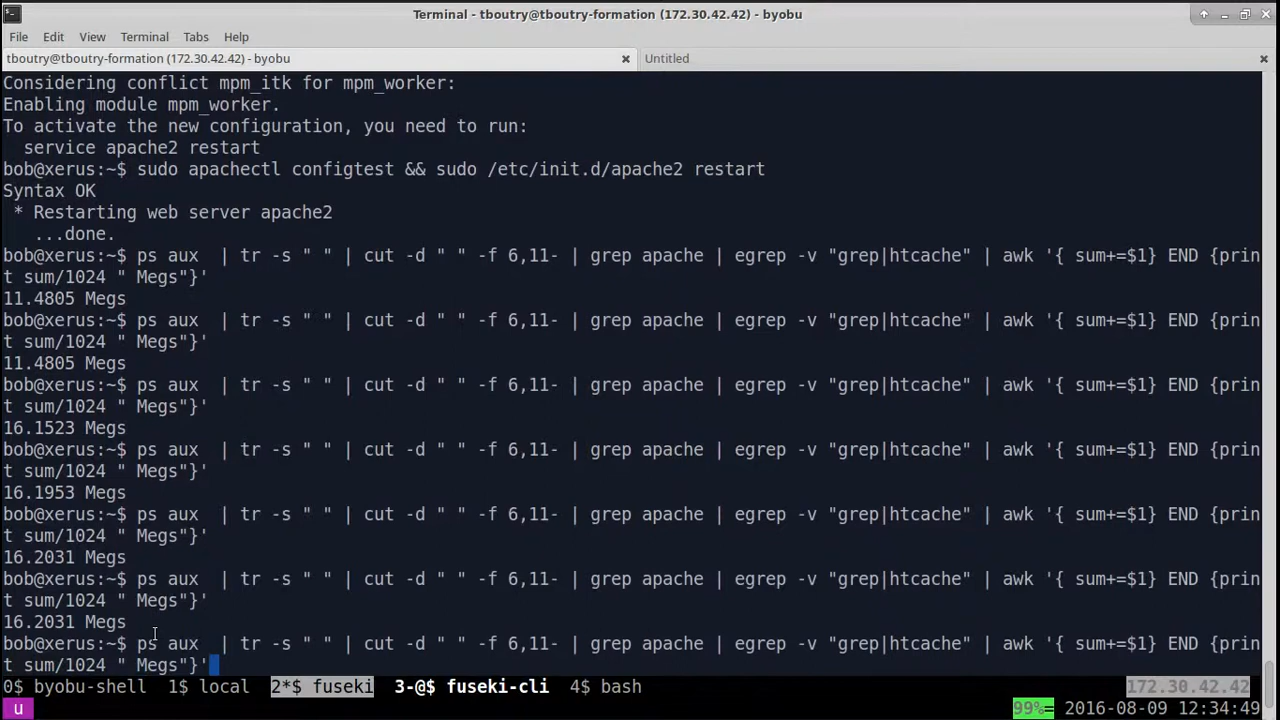 Terminal - tboutry@tboutry-formation (172.30.42.42) - byobu
File Edit View Terminal Tabs Help
tboutry@tboutry-formation (172.30.42.42) - byobu Untitled
Considering conflict mpm_itk for mpm_worker:
Enabling module mpm_worker.
To activate the new configuration, you need to run:
  service apache2 restart
bob@xerus:~$ sudo apachectl configtest && sudo /etc/init.d/apache2 restart
Syntax OK
 * Restarting web server apache2
   ...done.
bob@xerus:~$ ps aux  | tr -s " " | cut -d " " -f 6,11- | grep apache | egrep -v "grep|htcache" | awk '{ sum+=$1} END {prin
t sum/1024 " Megs"}'
11.4805 Megs
bob@xerus:~$ ps aux  | tr -s " " | cut -d " " -f 6,11- | grep apache | egrep -v "grep|htcache" | awk '{ sum+=$1} END {prin
t sum/1024 " Megs"}'
11.4805 Megs
bob@xerus:~$ ps aux  | tr -s " " | cut -d " " -f 6,11- | grep apache | egrep -v "grep|htcache" | awk '{ sum+=$1} END {prin
t sum/1024 " Megs"}'
16.1523 Megs
bob@xerus:~$ ps aux  | tr -s " " | cut -d " " -f 6,11- | grep apache | egrep -v "grep|htcache" | awk '{ sum+=$1} END {prin
t sum/1024 " Megs"}'
16.1953 Megs
bob@xerus:~$ ps aux  | tr -s " " | cut -d " " -f 6,11- | grep apache | egrep -v "grep|htcache" | awk '{ sum+=$1} END {prin
t sum/1024 " Megs"}'
16.2031 Megs
bob@xerus:~$ ps aux  | tr -s " " | cut -d " " -f 6,11- | grep apache | egrep -v "grep|htcache" | awk '{ sum+=$1} END {prin
t sum/1024 " Megs"}'
16.2031 Megs
bob@xerus:~$ ps aux  | tr -s " " | cut -d " " -f 6,11- | grep apache | egrep -v "grep|htcache" | awk '{ sum+=$1} END {prin
t sum/1024 " Megs"}'
0$ byobu-shell  1$ local  2*$ fuseki  3-@$ fuseki-cli  4$ bash 172.30.42.42
u 99%= 2016-08-09 12:34:49